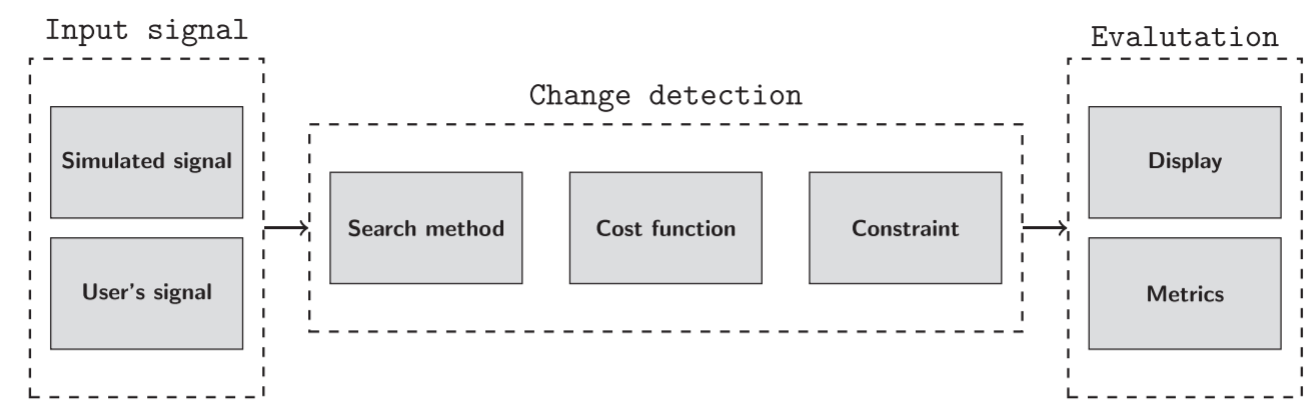 Input signal
Simulated signal
User's signal
Change detection
Search method
Cost function
Constraint
Evalutation
Display
Metrics